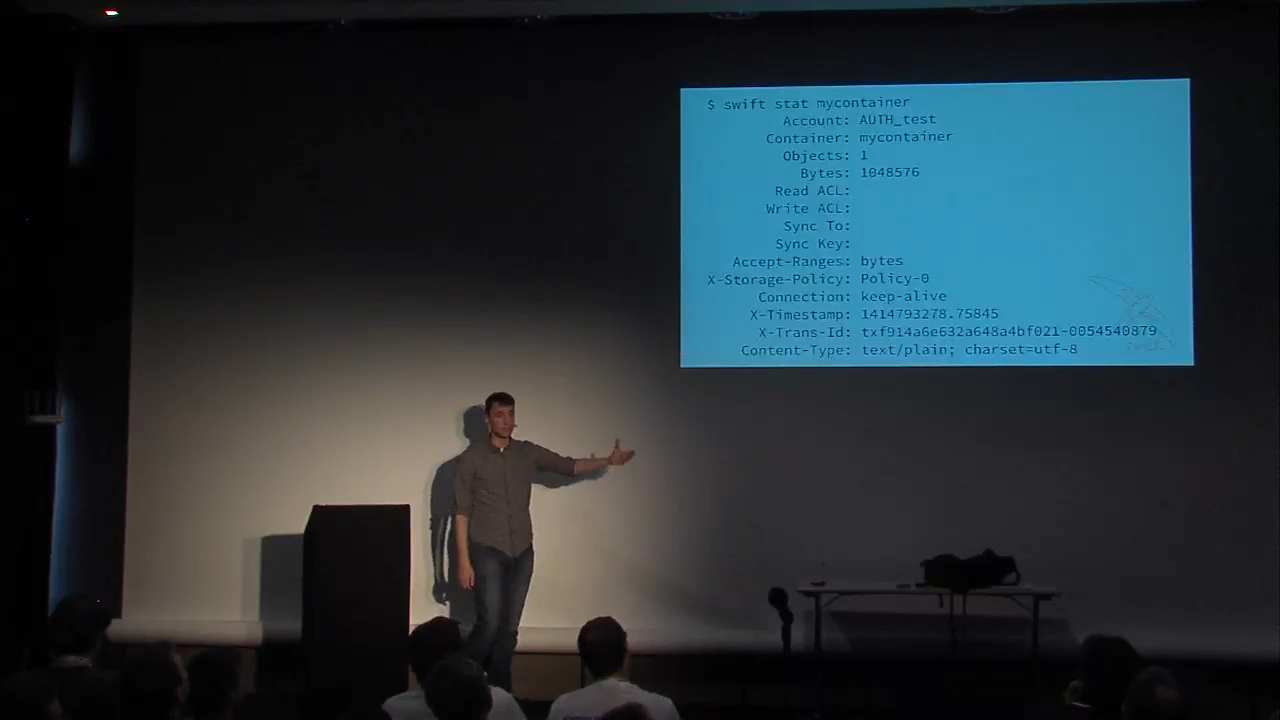 $ swift stat mycontainer
Account: AUTH_test
Container: mycontainer
Objects: 1
Bytes: 1048576
Read ACL:
Write ACL:
Sync To:
Sync Key:
Accept-Ranges: bytes
X-Storage-Policy: Policy-0
Connection: keep-alive
X-Timestamp: 1414793278.75845
X-Trans-Id: txf914a6e632a648a4bf021-0054540879
Content-Type: text/plain; charset=utf-8